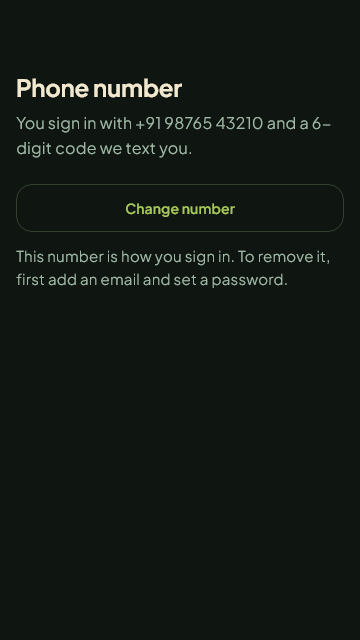 Phone number
You sign in with +91 98765 43210 and a 6-
digit code we text you.
Change number
This number is how you sign in. To remove it,
first add an email and set a password.